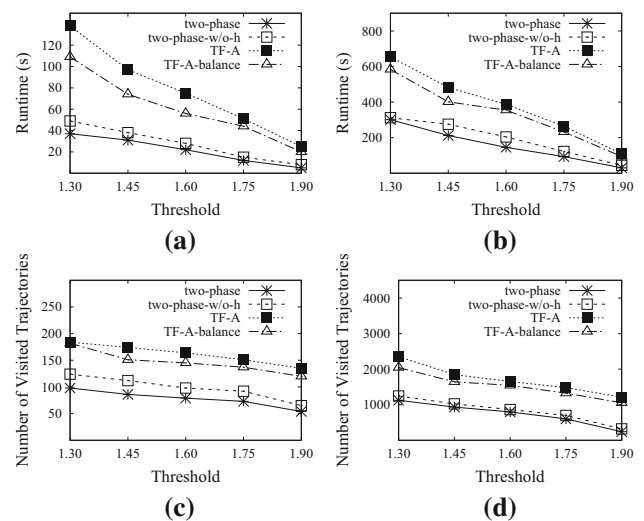 two-phase
two-phase-w/o-h
TF-A
TF-A-balance
Runtime (s)
120
100
80
60
40
20
1.30 1.45 1.60 1.75 1.90
Threshold
(a)
two-phase
two-phase-w/o-h
TF-A
TF-A-balance
Runtime (s)
800
600
400
200
1.30 1.45 1.60 1.75 1.90
Threshold
(b)
two-phase
two-phase-w/o-h
TF-A
TF-A-balance
Number of Visited Trajectories
250
200
150
100
50
1.30 1.45 1.60 1.75 1.90
Threshold
(c)
two-phase
two-phase-w/o-h
TF-A
TF-A-balance
Number of Visited Trajectories
4000
3000
2000
1000
1.30 1.45 1.60 1.75 1.90
Threshold
(d)